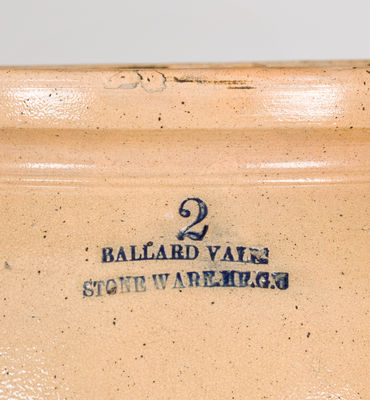 2
BALLARD VALE
STONE WARE.